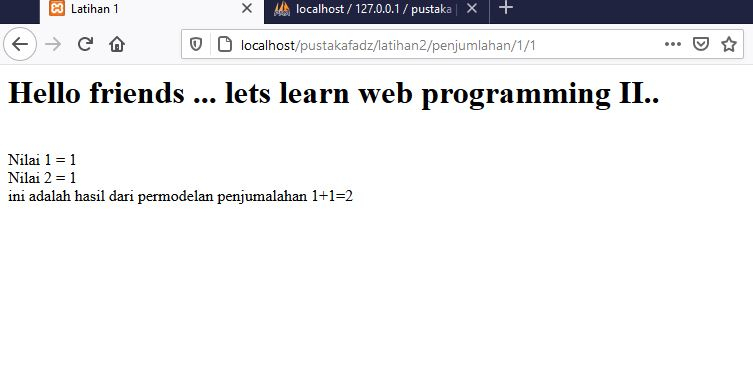 Latihan 1
localhost / 127.0.0.1 / pustaka
localhost/pustakafadz/latihan2/penjumlahan/1/1
Hello friends ... lets learn web programming II..
Nilai 1 = 1
Nilai 2 = 1
ini adalah hasil dari permodelan penjumalahan 1+1=2